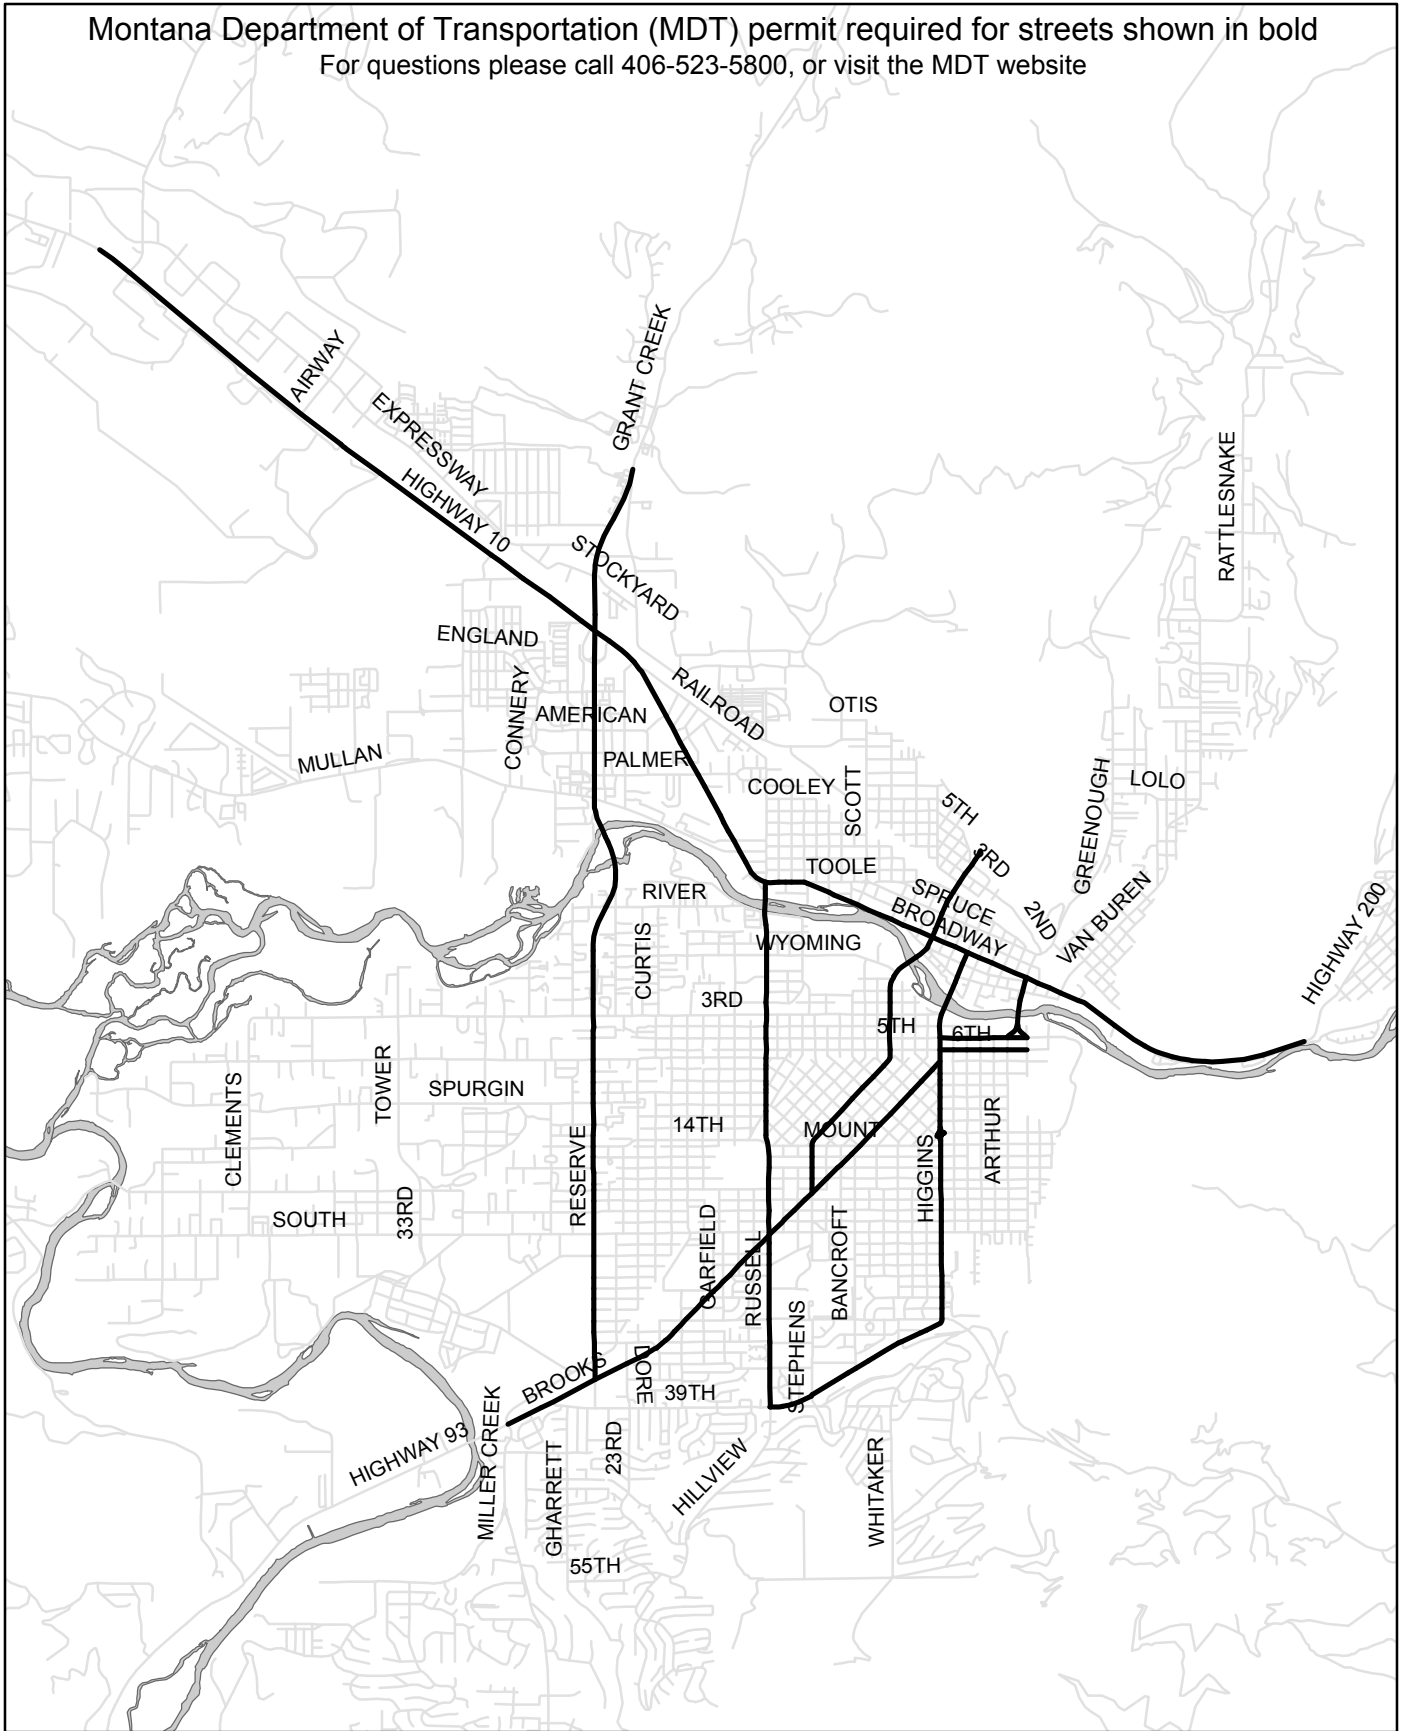 Montana Department of Transportation (MDT) permit required for streets shown in bold
For questions please call 406-523-5800, or visit the MDT website
GRANT CREEK
AIRWAY
EXPRESSWAY
HIGHWAY 10
RATTLESNAKE
STOCKYARD
ENGLAND
CONNERY
RAILROAD
OTIS
AMERICAN
MULLAN
PALMER
COOLEY
SCOTT
5TH
GREENOUGH
LOLO
TOOLE
3RD
RIVER
SPRUCE
BROADWAY
2ND
VAN BUREN
HIGHWAY 200
CURTIS
WYOMING
3RD
5TH
6TH
CLEMENTS
TOWER
SPURGIN
14TH
MOUNT
ARTHUR
RESERVE
HIGGINS
SOUTH
33RD
GARFIELD
RUSSELL
BANCROFT
STEPHENS
BROOKS
DORE
39TH
HIGHWAY 93
MILLER CREEK
GHARRETT
23RD
HILLVIEW
WHITAKER
55TH